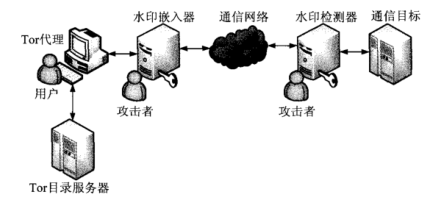 水印嵌入器
通信网络
水印检测器
通信目标
Tor代理
用户
攻击者
攻击者
Tor目录服务器